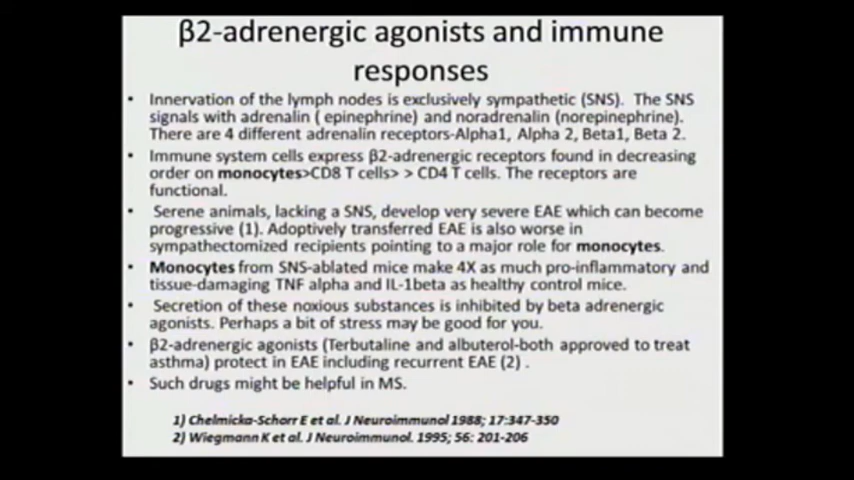 β2-adrenergic agonists and immune
responses
• Innervation of the lymph nodes is exclusively sympathetic (SNS). The SNS
signals with adrenalin ( epinephrine) and noradrenalin (norepinephrine).
There are 4 different adrenalin receptors-Alpha1, Alpha 2, Beta1, Beta 2.
• Immune system cells express β2-adrenergic receptors found in decreasing
order on monocytes>CD8 T cells> > CD4 T cells. The receptors are
functional.
• Serene animals, lacking a SNS, develop very severe EAE which can become
progressive (1). Adoptively transferred EAE is also worse in
sympathectomized recipients pointing to a major role for monocytes.
• Monocytes from SNS-ablated mice make 4X as much pro-inflammatory and
tissue-damaging TNF alpha and IL-1beta as healthy control mice.
• Secretion of these noxious substances is inhibited by beta adrenergic
agonists. Perhaps a bit of stress may be good for you.
• β2-adrenergic agonists (Terbutaline and albuterol-both approved to treat
asthma) protect in EAE including recurrent EAE (2) .
• Such drugs might be helpful in MS.
1) Chelmicka-Schorr E et al. J Neuroimmunol 1988; 17:347-350
2) Wiegmann K et al. J Neuroimmunol. 1995; 56: 201-206